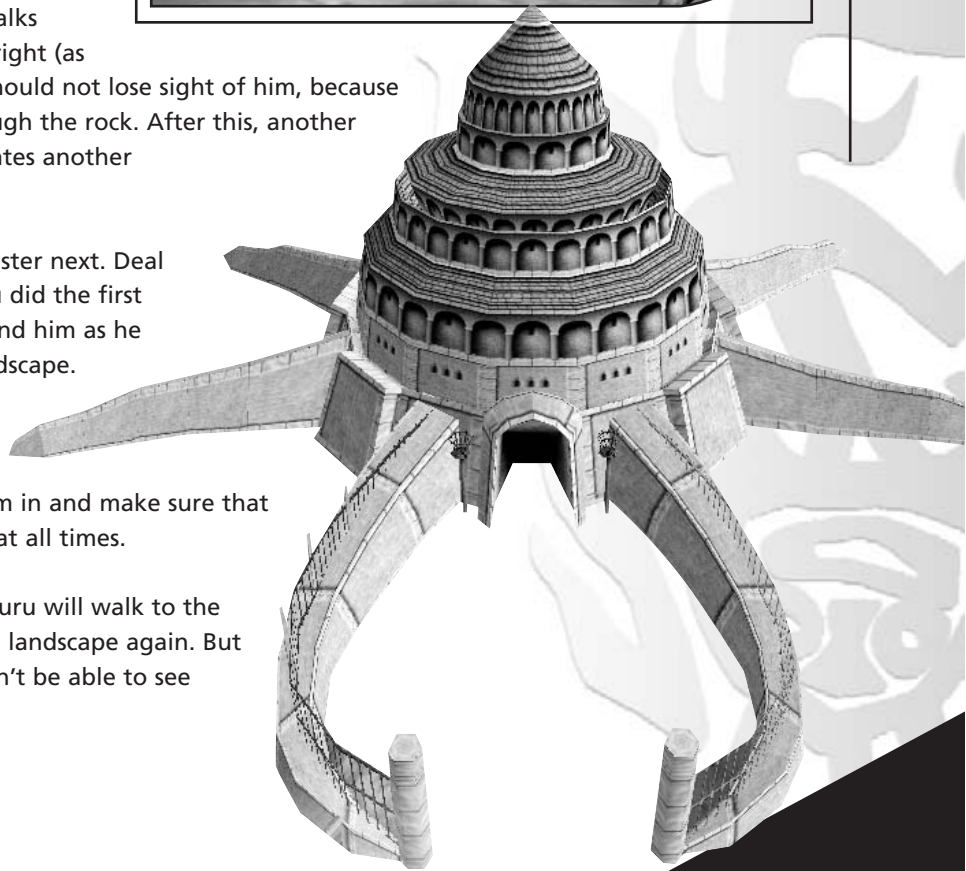 alks
right (as
hould not lose sight of him, because
ugh the rock. After this, another
ates another
ster next. Deal
u did the first
nd him as he
dscape.
m in and make sure that
at all times.
uru will walk to the
landscape again. But
n't be able to see